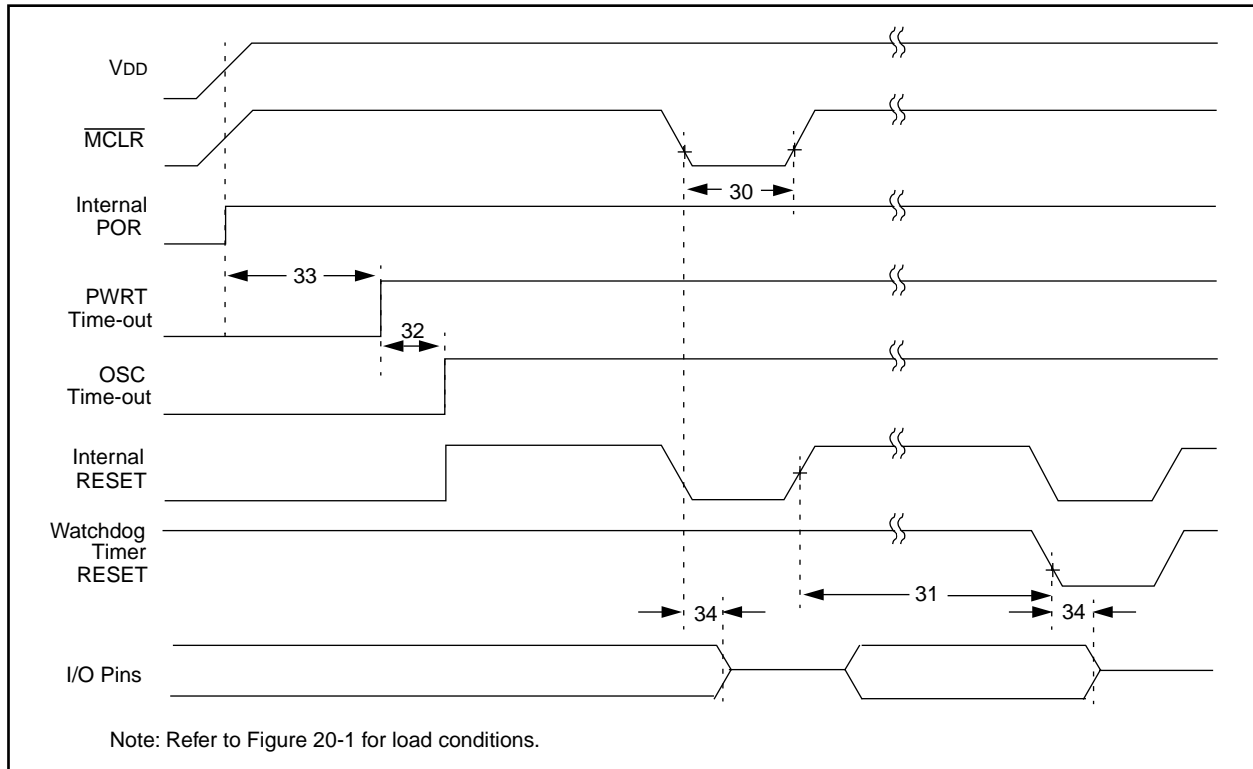 VDD
MCLR
30
Internal
POR
33
PWRT
Time-out
32
OSC
Time-out
Internal
RESET
Watchdog
Timer
RESET
31
34
34
I/O Pins
Note: Refer to Figure 20-1 for load conditions.